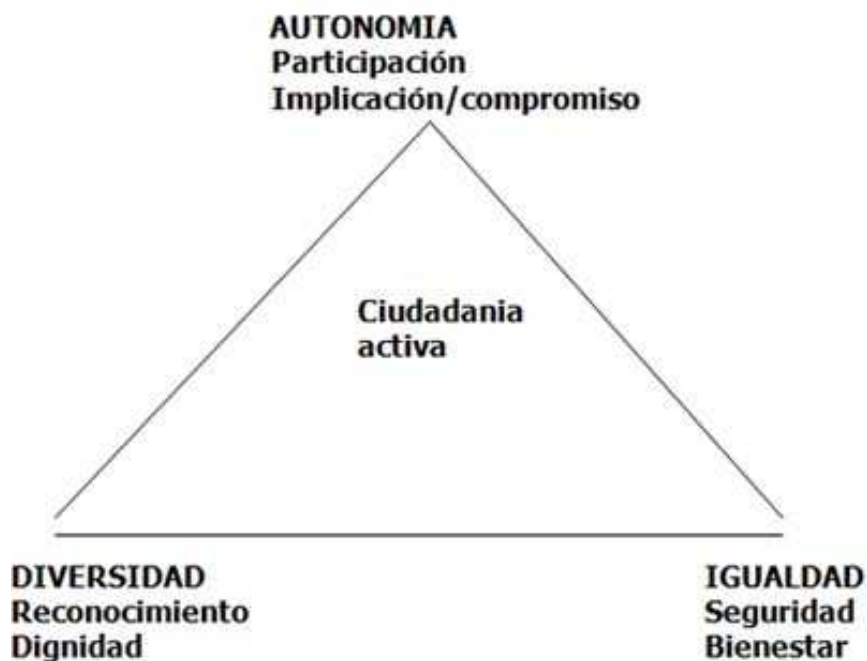 AUTONOMIA
Participación
Implicación/compromiso
Ciudadania
activa
DIVERSIDAD
Reconocimiento
Dignidad
IGUALDAD
Seguridad
Bienestar